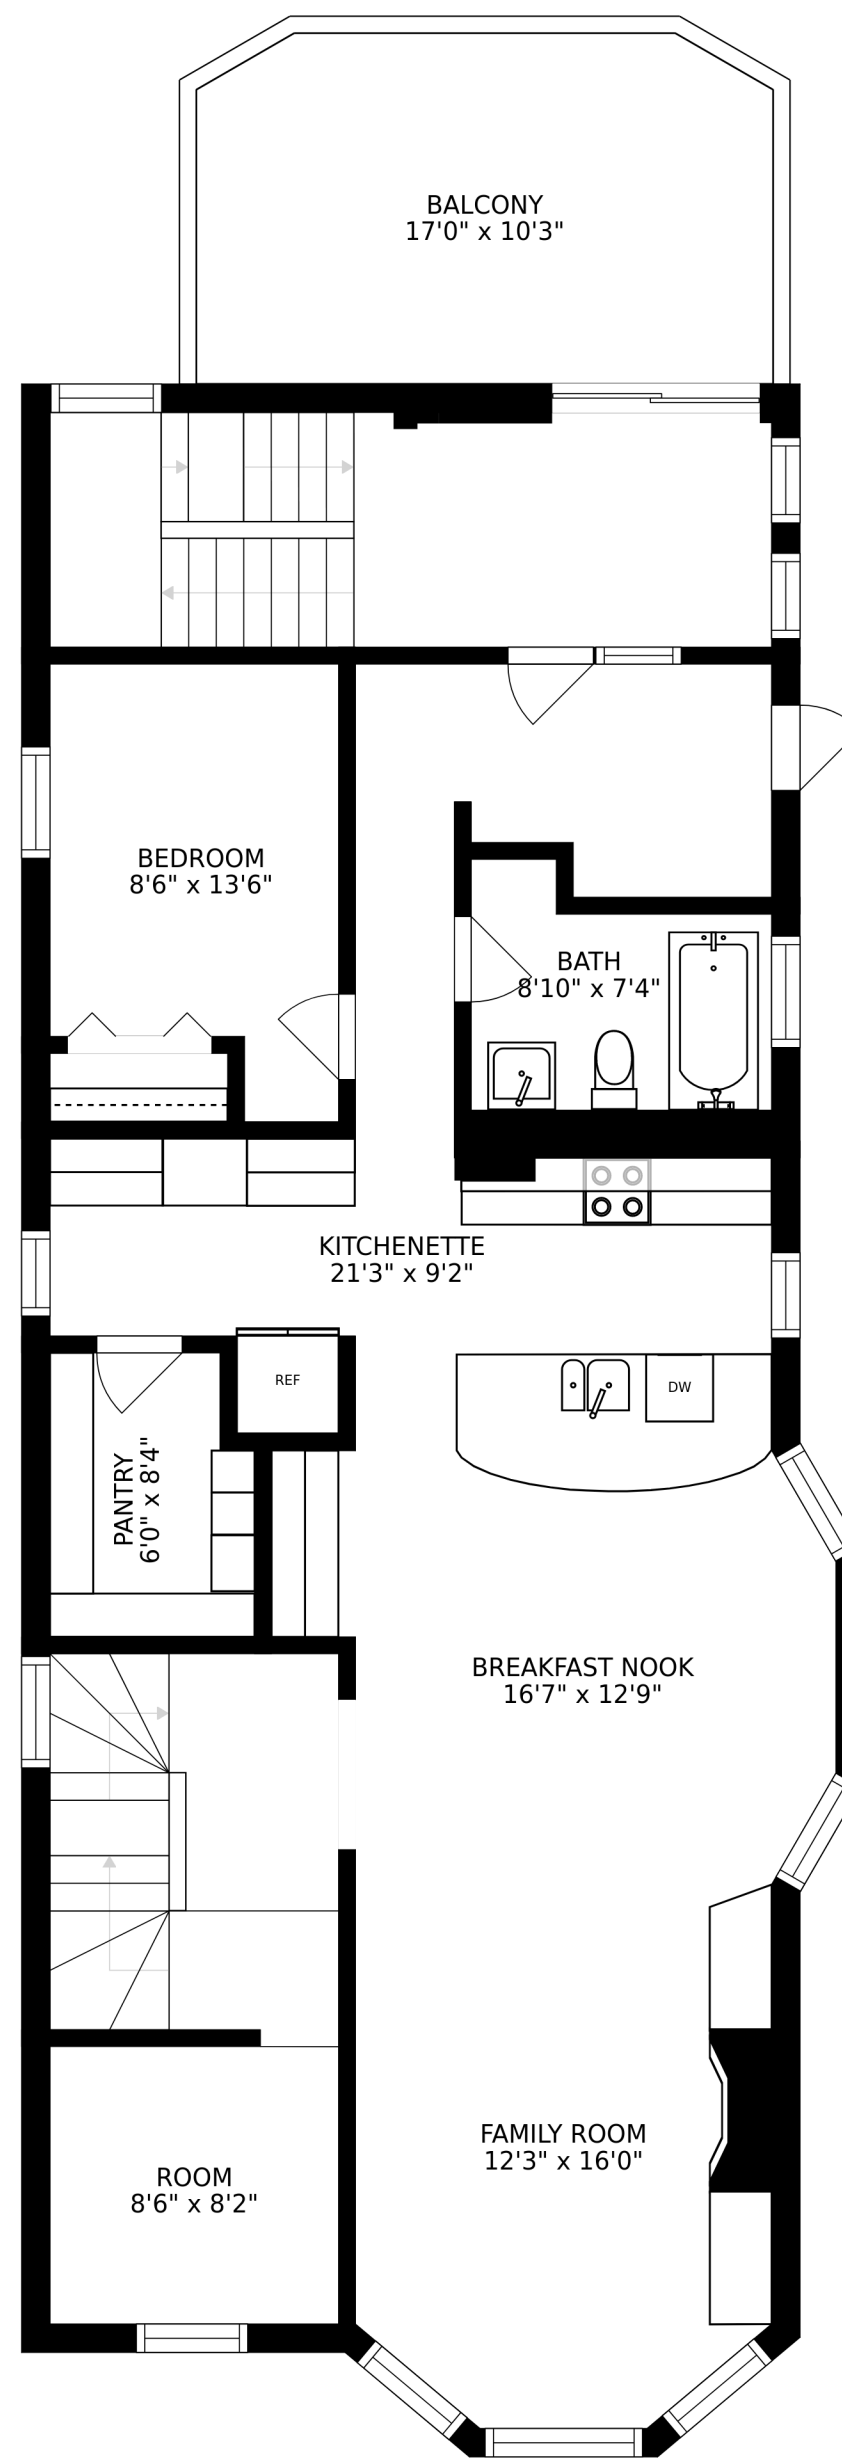 BALCONY
17'0" x 10'3"
BEDROOM
8'6" x 13'6"
BATH
8'10" x 7'4"
KITCHENETTE
21'3" x 9'2"
REF
DW
PANTRY
6'0" x 8'4"
BREAKFAST NOOK
16'7" x 12'9"
FAMILY ROOM
12'3" x 16'0"
ROOM
8'6" x 8'2"